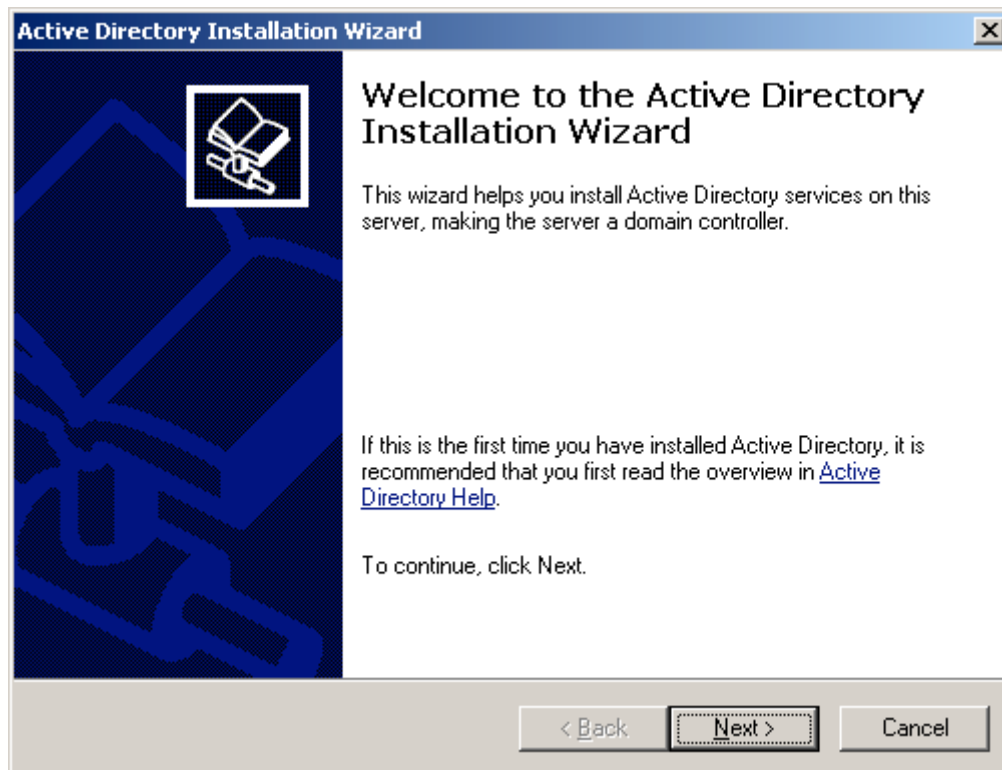 Active Directory Installation Wizard
Welcome to the Active Directory
Installation Wizard
This wizard helps you install Active Directory services on this
server, making the server a domain controller.
If this is the first time you have installed Active Directory, it is
recommended that you first read the overview in Active
Directory Help.
To continue, click Next.
< Back Next > Cancel